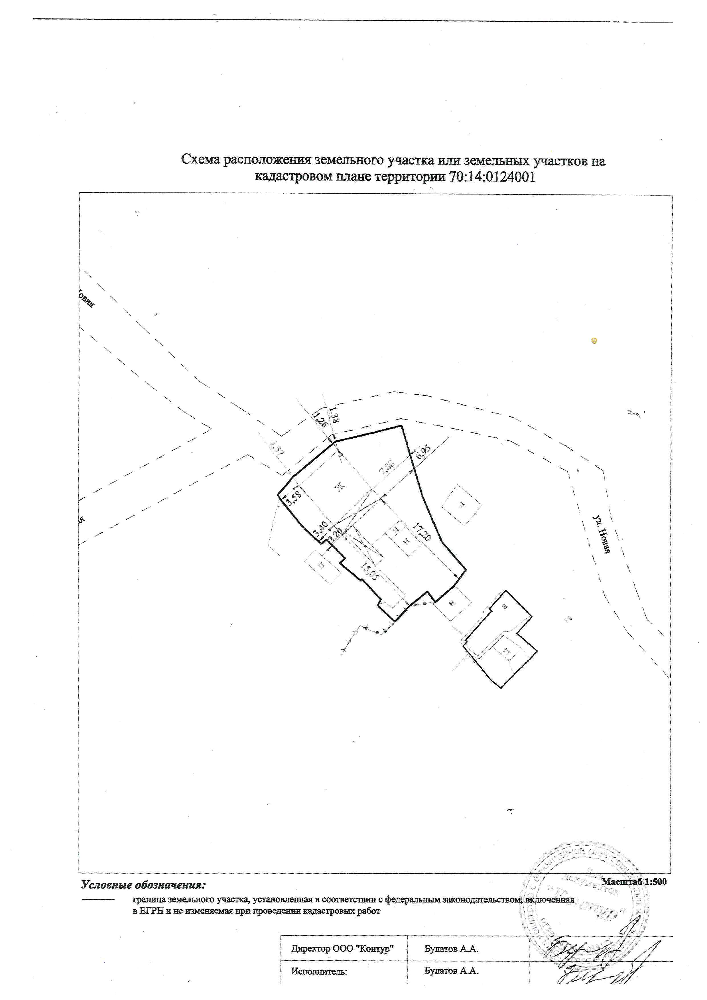 Схема расположения земельного участка или земельных участков на
кадастровом плане территории 70:14:0124001
овая
1,38
1,26
1,57
6,95
7,88
Ж
3,58
П
3,40
2,20
Н
17,20
Н
ул. Новая
Н
15,05
Н
Н
Н
Масштаб 1:500
Условные обозначения:
граница земельного участка, установленная в соответствии с федеральным законодательством, включенная
в ЕГРН и не изменяемая при проведении кадастровых работ
Для
документов
Директор ООО "Контур" Булатов А.А.
Исполнитель: Булатов А.А.